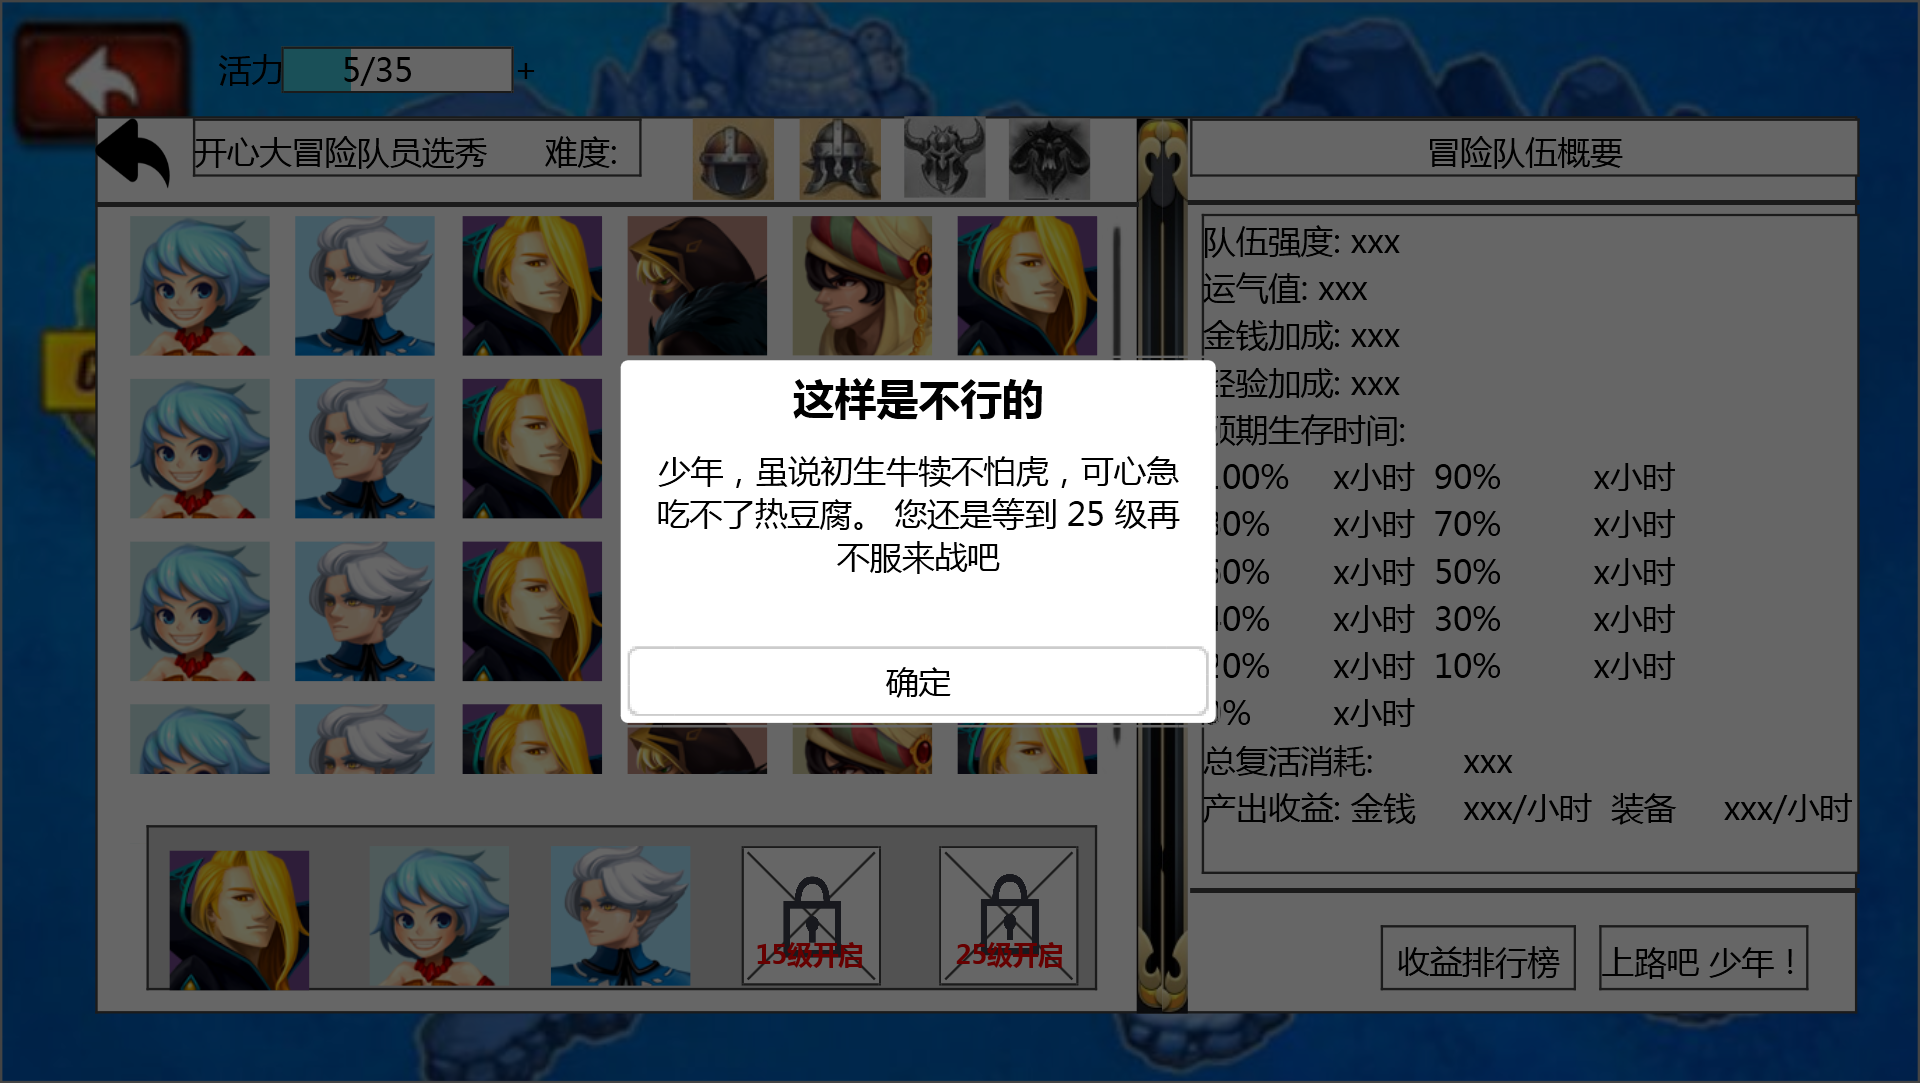 活力 5/35 +
开心大冒险队员选秀 难度:
冒险队伍概要
队伍强度: xxx
运气值: xxx
金钱加成: xxx
验加成: xxx
期生存时间:
00% x小时 90% x小时
0% x小时 70% x小时
0% x小时 50% x小时
0% x小时 30% x小时
0% x小时 10% x小时
% x小时
总复活消耗: xxx
产出收益: 金钱 xxx/小时 装备 xxx/小时
这样是不行的
少年，虽说初生牛犊不怕虎，可心急
吃不了热豆腐。 您还是等到 25 级再
不服来战吧
确定
15级开启
25级开启
收益排行榜
上路吧 少年！